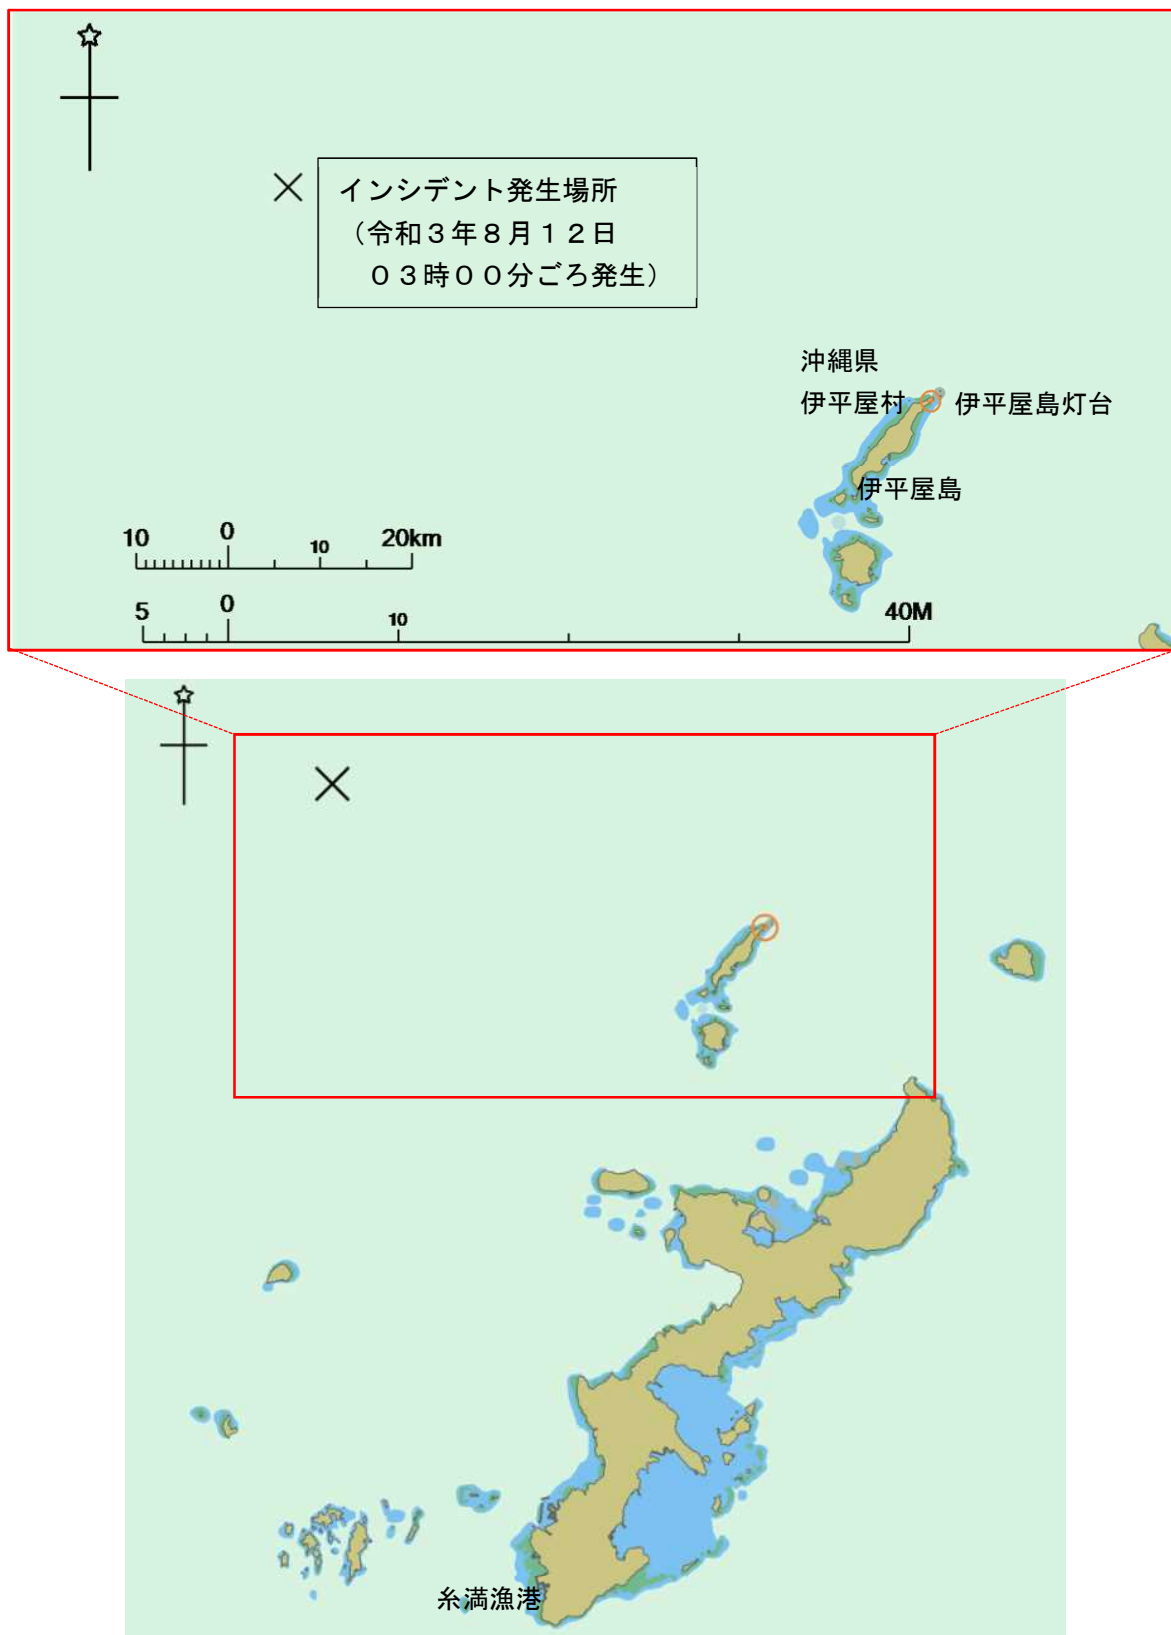 インシデント発生場所
（令和３年８月１２日
０３時００分ごろ発生）
沖縄県
伊平屋村
伊平屋島灯台
伊平屋島
10 0 10 20km
5 0 10 40M
糸満漁港